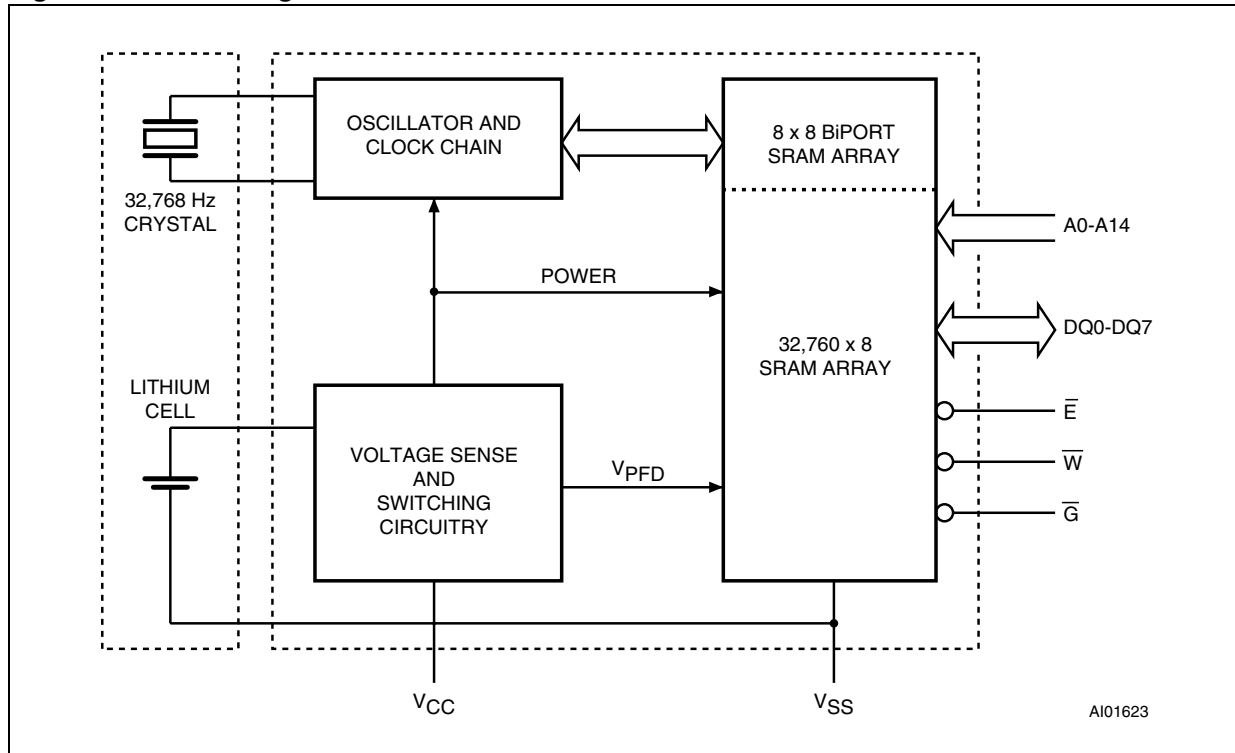 OSCILLATOR AND
CLOCK CHAIN
8 x 8 BiPORT
SRAM ARRAY
32,768 Hz
CRYSTAL
A0-A14
POWER
DQ0-DQ7
32,760 x 8
SRAM ARRAY
LITHIUM
CELL
E̅
VOLTAGE SENSE
AND
SWITCHING
CIRCUITRY
VPFD
W̅
G̅
VCC
VSS
AI01623